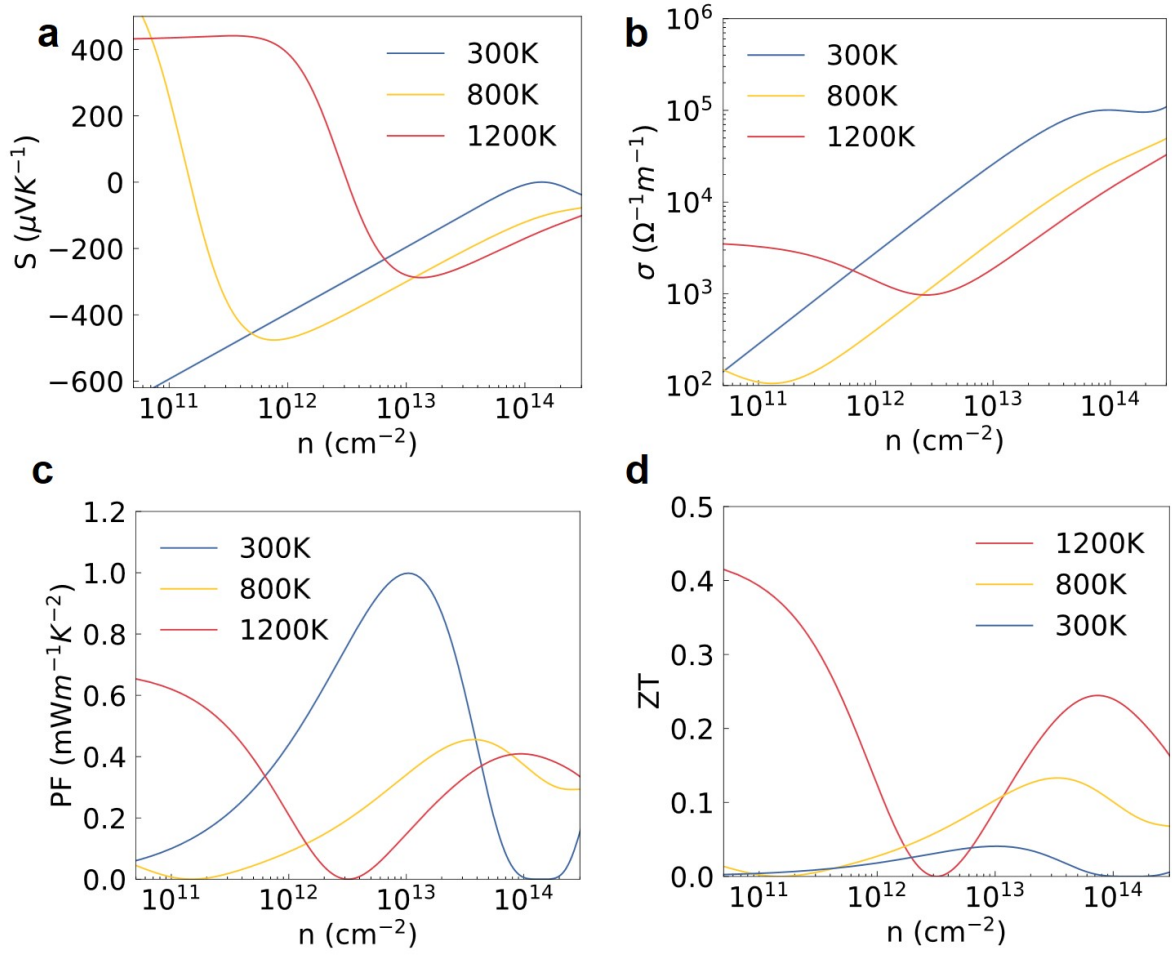 a
400
200
0
−200
−400
−600
S (μVK⁻¹)
300K
800K
1200K
10¹¹
10¹²
10¹³
10¹⁴
n (cm⁻²)
b
10⁶
10⁵
10⁴
10³
10²
σ (Ω⁻¹m⁻¹)
300K
800K
1200K
10¹¹
10¹²
10¹³
10¹⁴
n (cm⁻²)
c
1.2
1.0
0.8
0.6
0.4
0.2
0.0
PF (mWm⁻¹K⁻²)
300K
800K
1200K
10¹¹
10¹²
10¹³
10¹⁴
n (cm⁻²)
d
0.5
0.4
0.3
0.2
0.1
0.0
ZT
1200K
800K
300K
10¹¹
10¹²
10¹³
10¹⁴
n (cm⁻²)